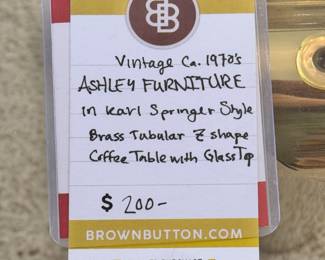 BB
Vintage Ca. 1970's
ASHLEY FURNITURE
in Karl Springer Style
Brass Tubular Z shape
Coffee Table with Glass Top
$ 200-
BROWNBUTTON.COM